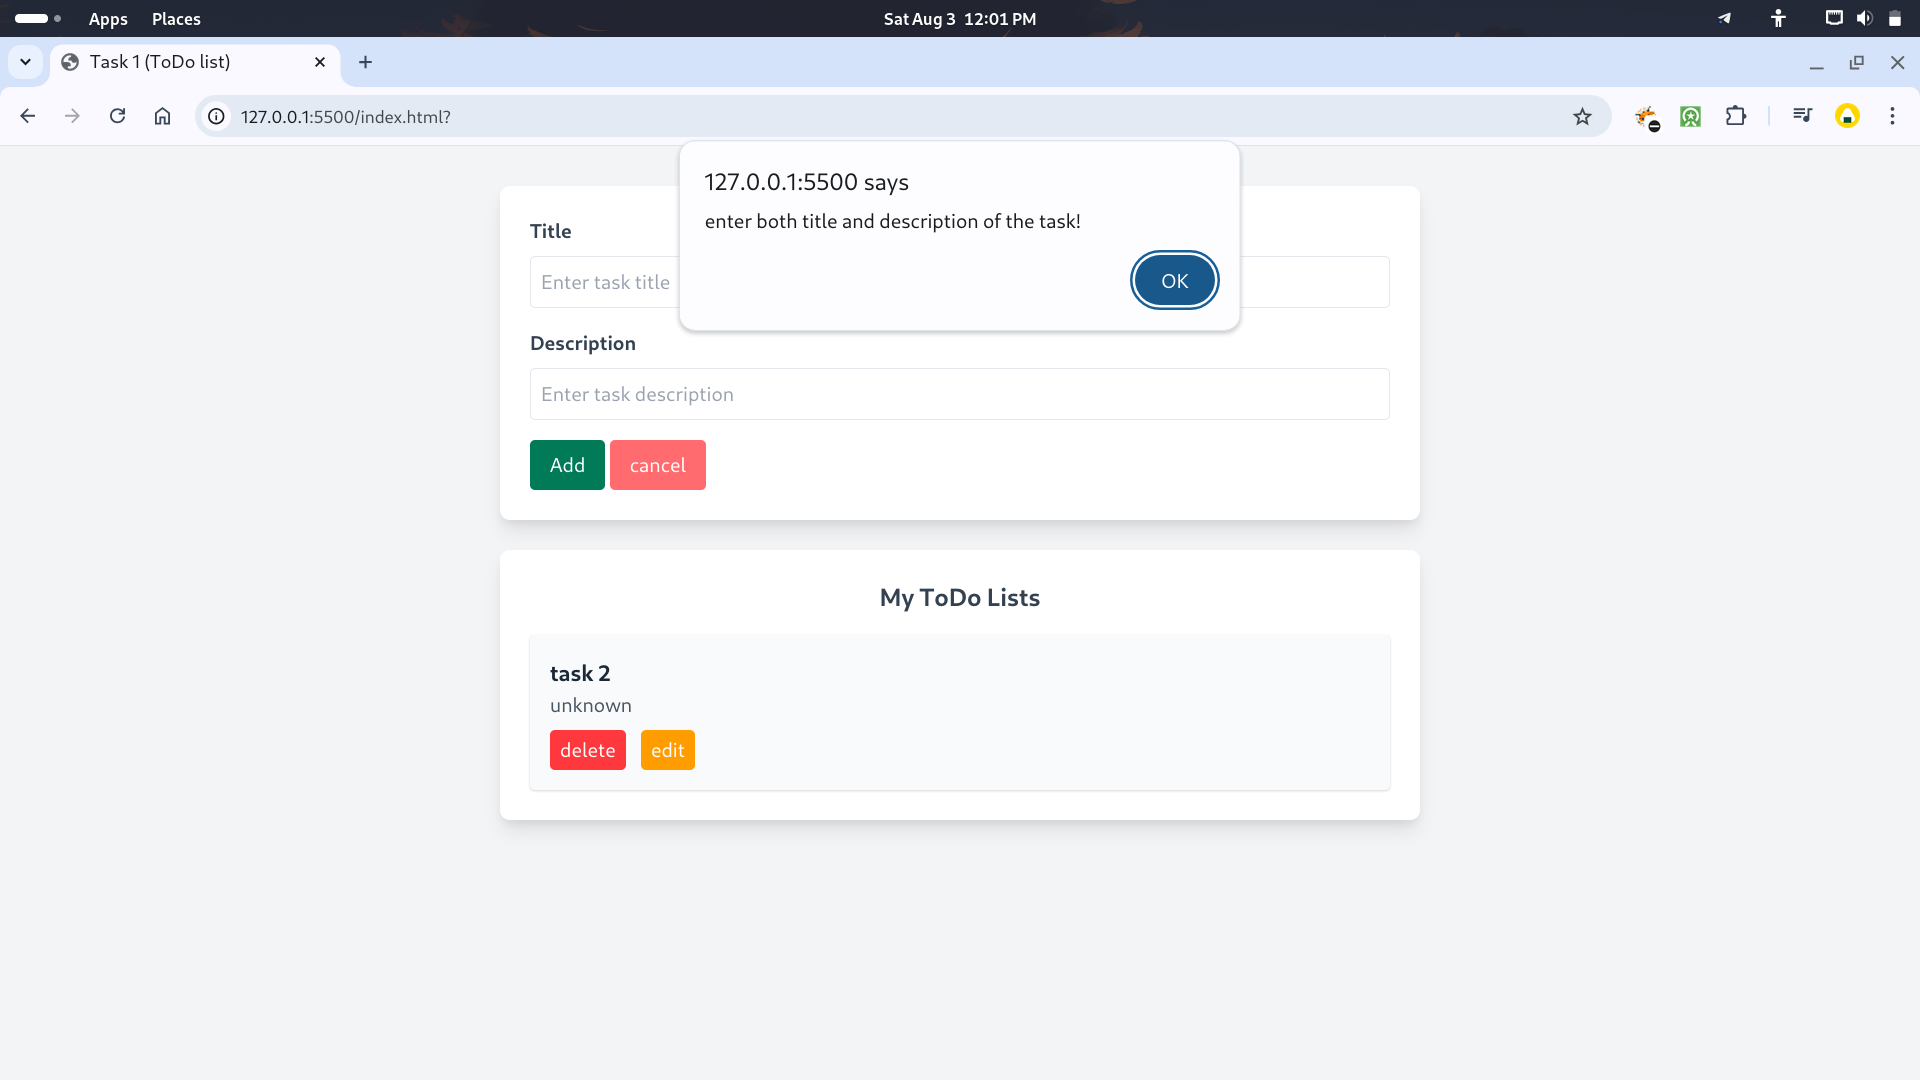 Apps Places Sat Aug 3 12:01 PM
Task 1 (ToDo list)
127.0.0.1:5500/index.html?
127.0.0.1:5500 says
enter both title and description of the task!
OK
Title
Enter task title
Description
Enter task description
Add cancel
My ToDo Lists
task 2
unknown
delete edit